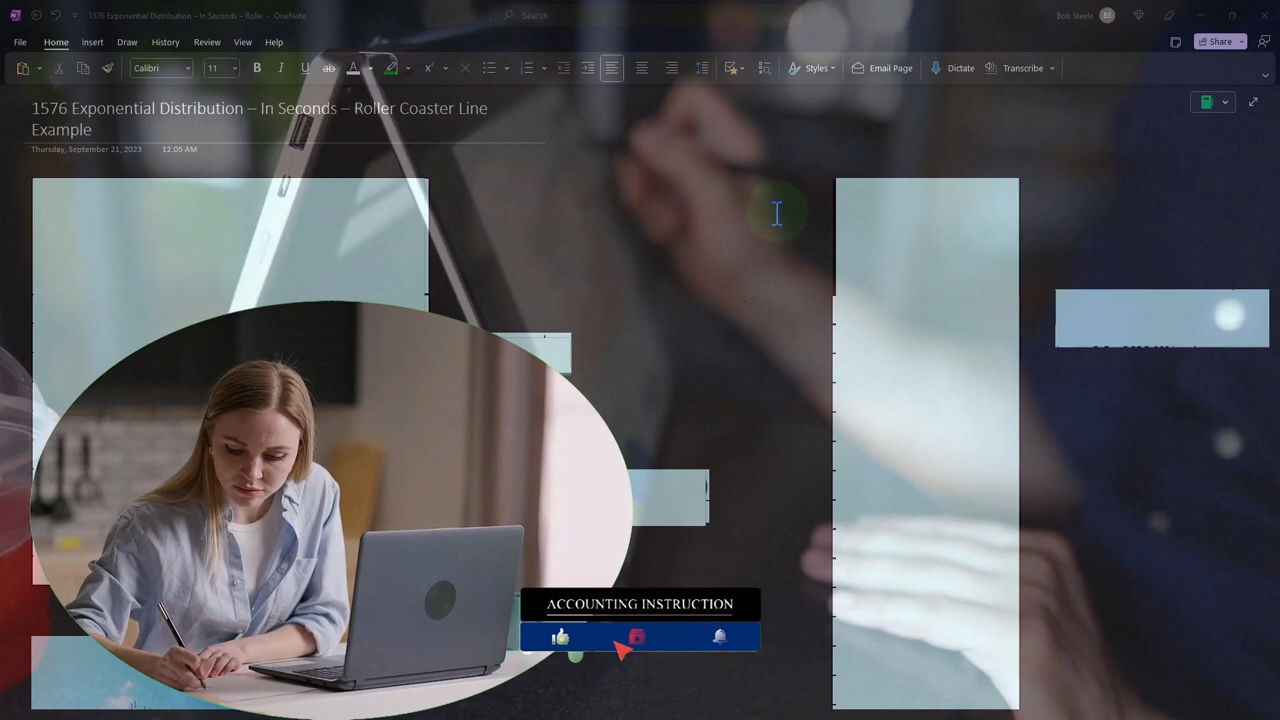 1576 Exponential Distribution – In Seconds – Rolle - OneNote
Search
Bob Steele
BS
File
Home
Insert
Draw
History
Review
View
Help
Share
Calibri
11
B
I
U
ab
A
x
Styles
Email Page
Dictate
Transcribe
1576 Exponential Distribution – In Seconds – Roller Coaster Line
Example
Thursday, September 21, 2023
12:05 AM
ACCOUNTING INSTRUCTION